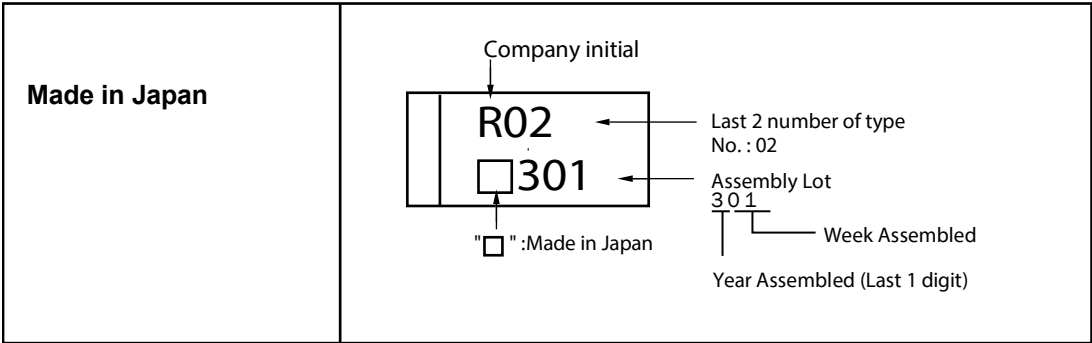 Made in Japan
Company initial
R02
□301
"□" :Made in Japan
Last 2 number of type
No. : 02
Assembly Lot
301
Week Assembled
Year Assembled (Last 1 digit)